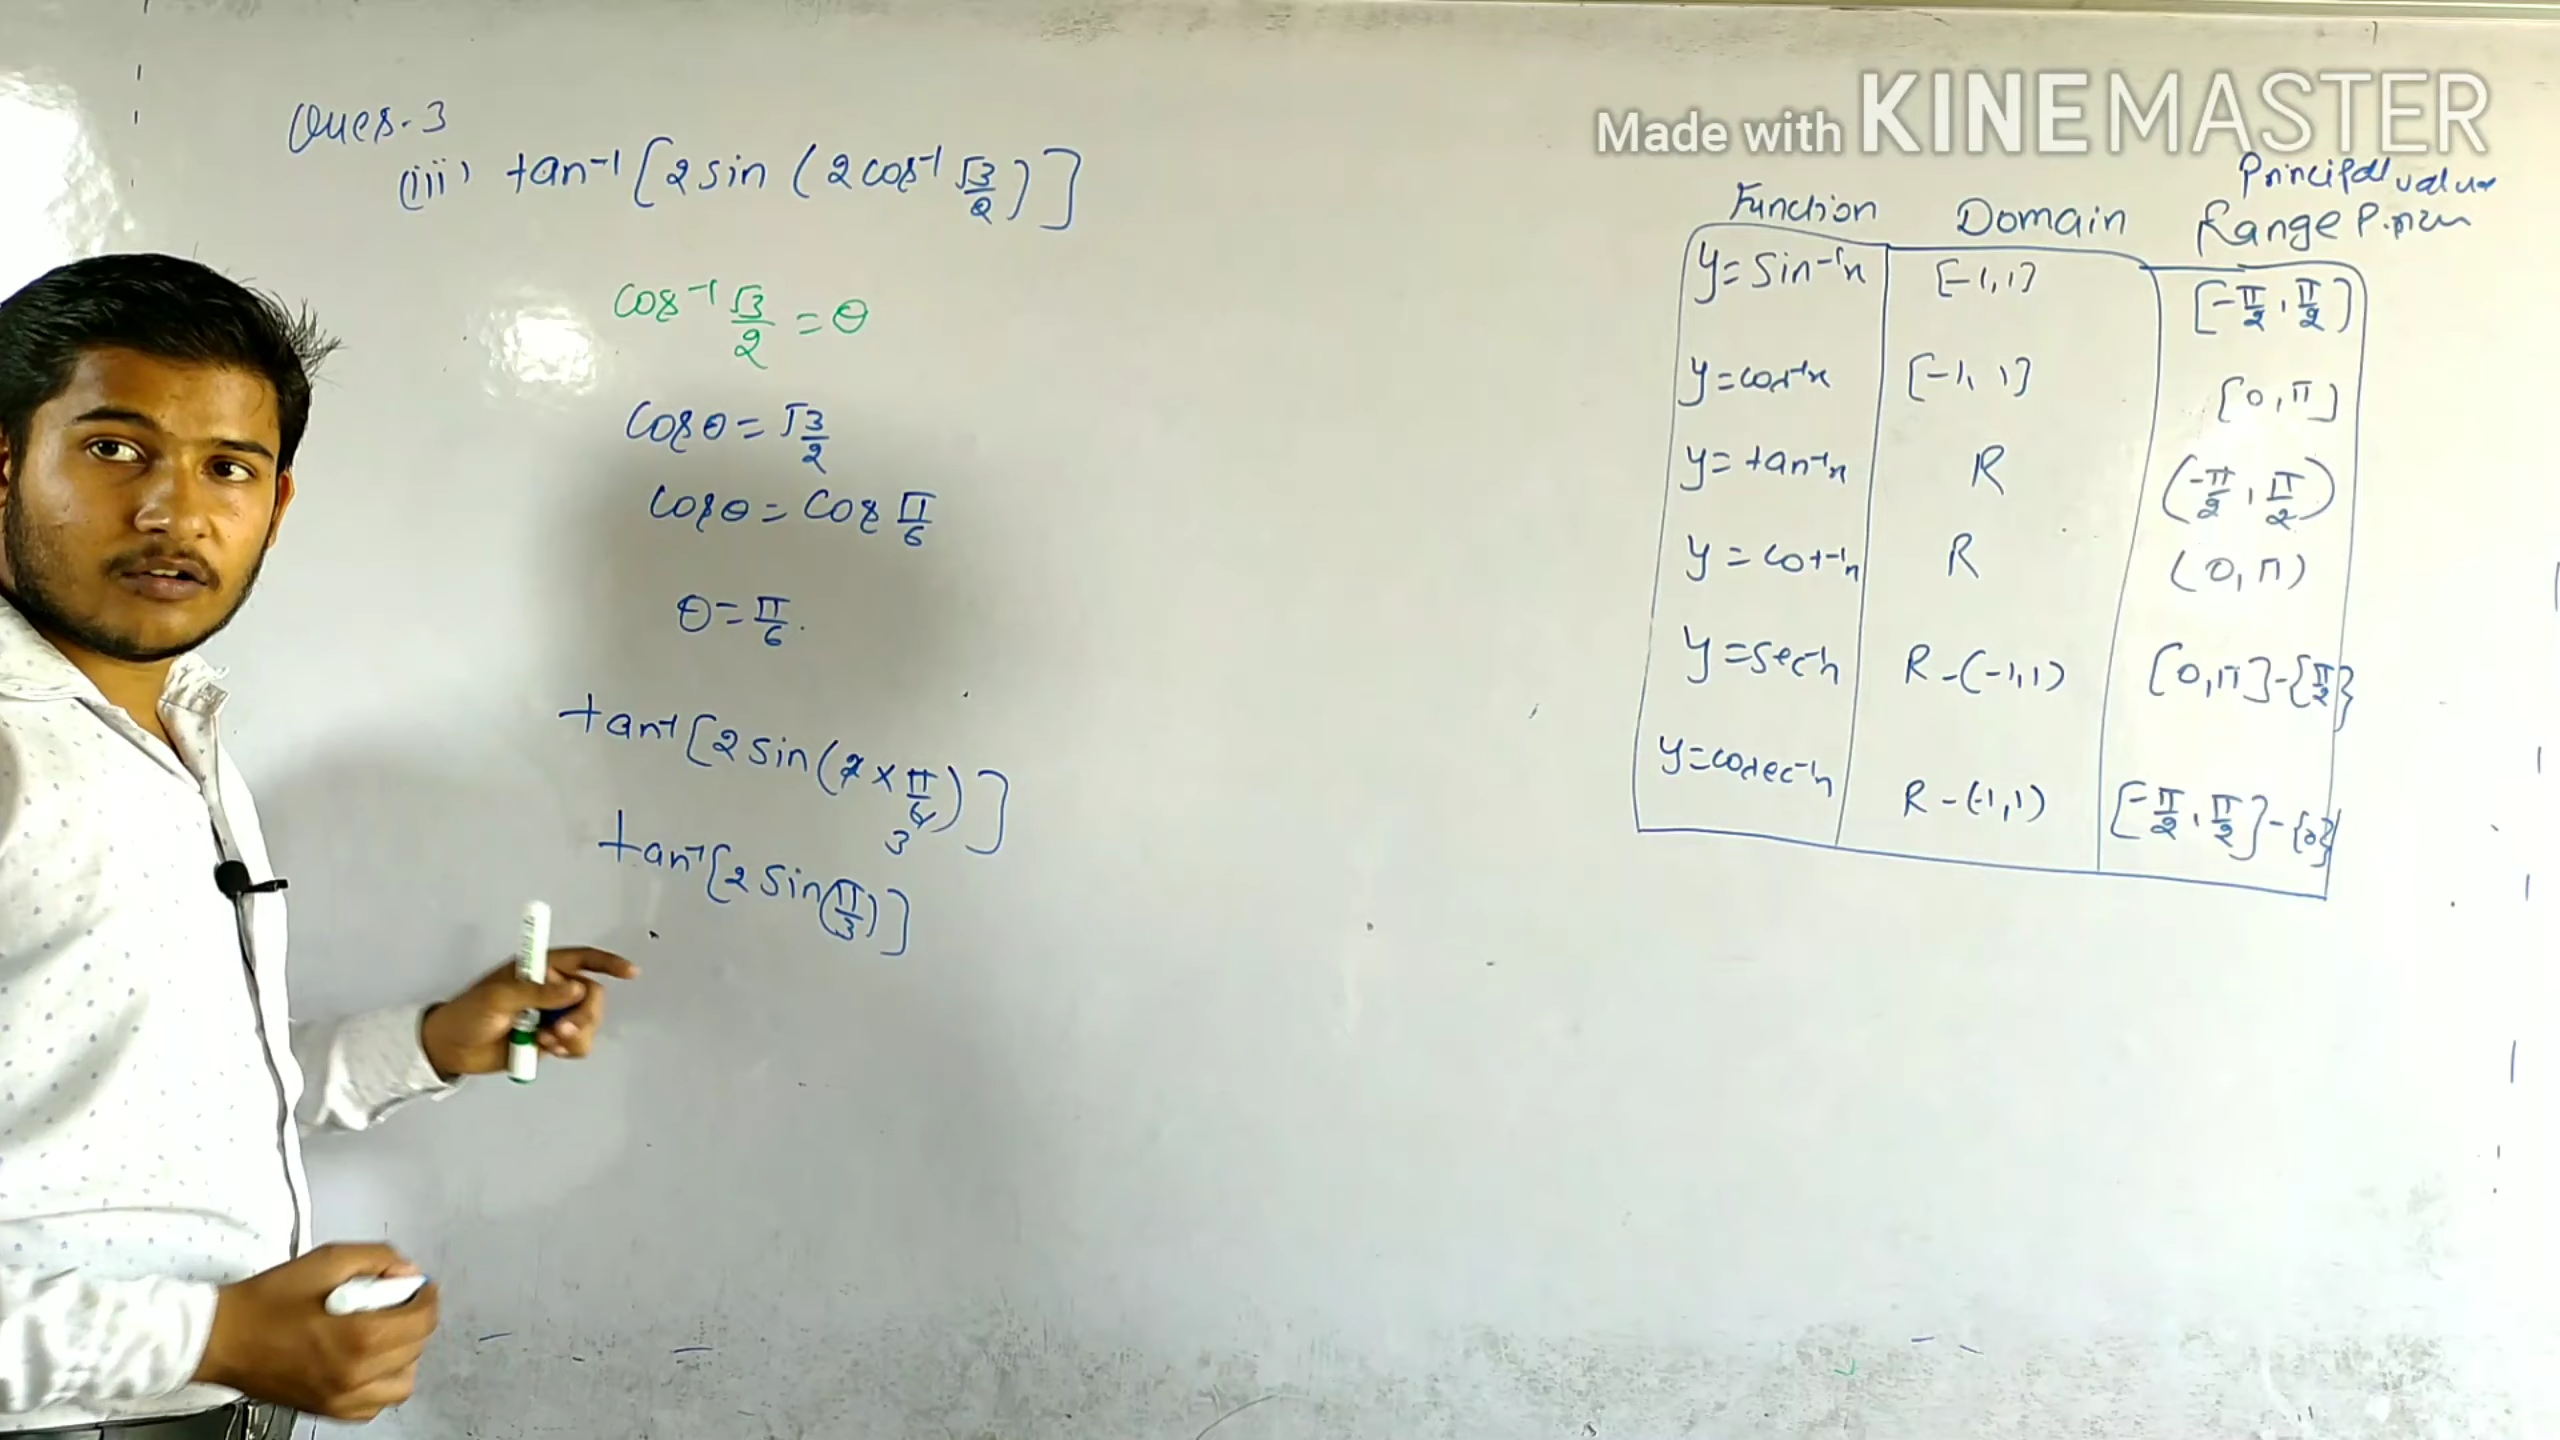 Made with KINEMASTER
Ques. 3
(iii) tan⁻¹ [2 sin (2 cos⁻¹ √3/2)]
cos⁻¹ √3/2 = θ
cos θ = √3/2
cos θ = cos π/6
θ = π/6.
tan⁻¹ [2 sin (2 × π/6)]
3
tan⁻¹ [2 sin (π/3)]
Principal value
Function Domain Range
y = sin⁻¹x [-1, 1] [-π/2, π/2]
y = cos⁻¹x [-1, 1] [0, π]
y = tan⁻¹x R (-π/2, π/2)
y = cot⁻¹x R (0, π)
y = sec⁻¹x R - (-1, 1) [0, π] - {π/2}
y = cosec⁻¹x R - (-1, 1) [-π/2, π/2] - {0}